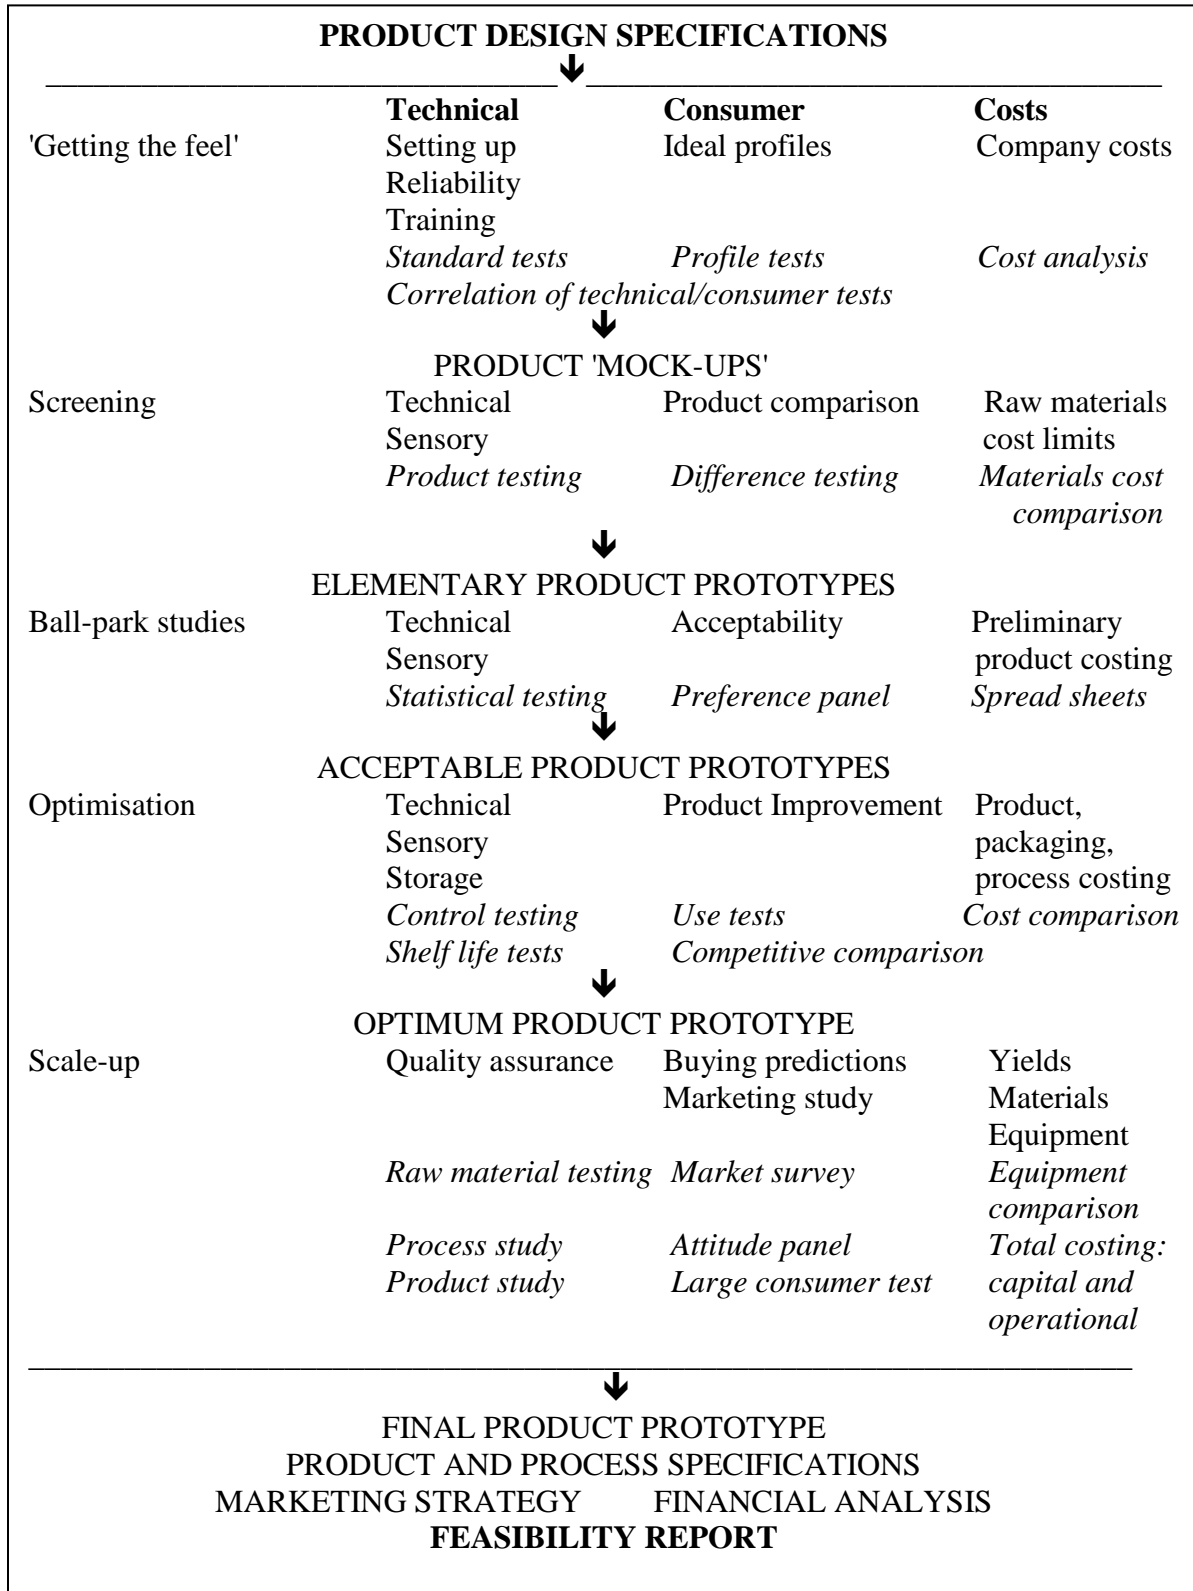 PRODUCT DESIGN SPECIFICATIONS
Technical Consumer Costs
'Getting the feel' Setting up Ideal profiles Company costs
Reliability
Training
Standard tests Profile tests Cost analysis
Correlation of technical/consumer tests
PRODUCT 'MOCK-UPS'
Screening Technical Product comparison Raw materials
Sensory cost limits
Product testing Difference testing Materials cost
comparison
ELEMENTARY PRODUCT PROTOTYPES
Ball-park studies Technical Acceptability Preliminary
Sensory product costing
Statistical testing Preference panel Spread sheets
ACCEPTABLE PRODUCT PROTOTYPES
Optimisation Technical Product Improvement Product,
Sensory packaging,
Storage process costing
Control testing Use tests Cost comparison
Shelf life tests Competitive comparison
OPTIMUM PRODUCT PROTOTYPE
Scale-up Quality assurance Buying predictions Yields
Marketing study Materials
Equipment
Raw material testing Market survey Equipment
comparison
Process study Attitude panel Total costing:
Product study Large consumer test capital and
operational
FINAL PRODUCT PROTOTYPE
PRODUCT AND PROCESS SPECIFICATIONS
MARKETING STRATEGY FINANCIAL ANALYSIS
FEASIBILITY REPORT